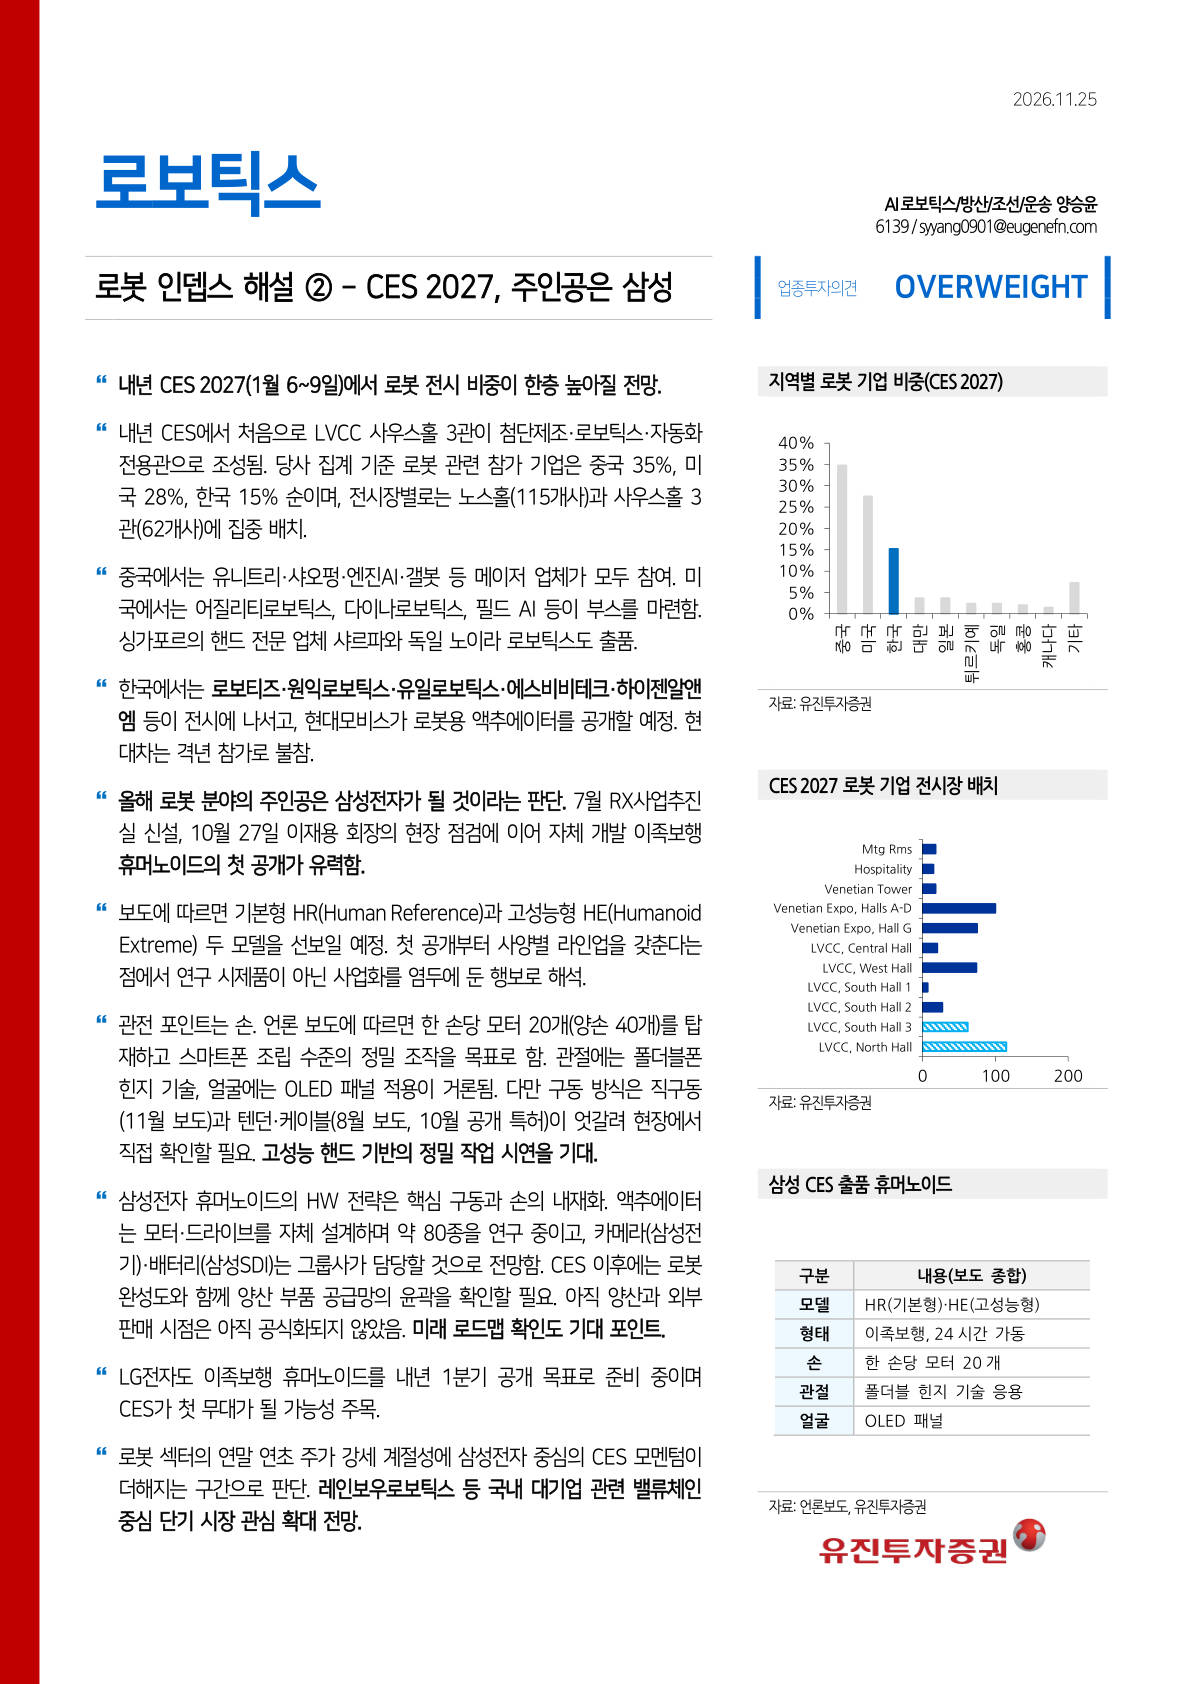 2026.11.25
로보틱스
AI로보틱스/방산/조선/운송 양승윤
6139 / syyang0901@eugenefn.com
로봇 인뎁스 해설 ② – CES 2027, 주인공은 삼성
업종투자의견 OVERWEIGHT
“ 내년 CES 2027(1월 6~9일)에서 로봇 전시 비중이 한층 높아질 전망.
“ 내년 CES에서 처음으로 LVCC 사우스홀 3관이 첨단제조·로보틱스·자동화
전용관으로 조성됨. 당사 집계 기준 로봇 관련 참가 기업은 중국 35%, 미
국 28%, 한국 15% 순이며, 전시장별로는 노스홀(115개사)과 사우스홀 3
관(62개사)에 집중 배치.
“ 중국에서는 유니트리·샤오펑·엔진AI·갤봇 등 메이저 업체가 모두 참여. 미
국에서는 어질리티로보틱스, 다이나로보틱스, 필드 AI 등이 부스를 마련함.
싱가포르의 핸드 전문 업체 샤르파와 독일 노이라 로보틱스도 출품.
“ 한국에서는 로보티즈·원익로보틱스·유일로보틱스·에스비비테크·하이젠알앤
엠 등이 전시에 나서고, 현대모비스가 로봇용 액추에이터를 공개할 예정. 현
대차는 격년 참가로 불참.
“ 올해 로봇 분야의 주인공은 삼성전자가 될 것이라는 판단. 7월 RX사업추진
실 신설, 10월 27일 이재용 회장의 현장 점검에 이어 자체 개발 이족보행
휴머노이드의 첫 공개가 유력함.
“ 보도에 따르면 기본형 HR(Human Reference)과 고성능형 HE(Humanoid
Extreme) 두 모델을 선보일 예정. 첫 공개부터 사양별 라인업을 갖춘다는
점에서 연구 시제품이 아닌 사업화를 염두에 둔 행보로 해석.
“ 관전 포인트는 손. 언론 보도에 따르면 한 손당 모터 20개(양손 40개)를 탑
재하고 스마트폰 조립 수준의 정밀 조작을 목표로 함. 관절에는 폴더블폰
힌지 기술, 얼굴에는 OLED 패널 적용이 거론됨. 다만 구동 방식은 직구동
(11월 보도)과 텐던·케이블(8월 보도, 10월 공개 특허)이 엇갈려 현장에서
직접 확인할 필요. 고성능 핸드 기반의 정밀 작업 시연을 기대.
“ 삼성전자 휴머노이드의 HW 전략은 핵심 구동과 손의 내재화. 액추에이터
는 모터·드라이브를 자체 설계하며 약 80종을 연구 중이고, 카메라(삼성전
기)·배터리(삼성SDI)는 그룹사가 담당할 것으로 전망함. CES 이후에는 로봇
완성도와 함께 양산 부품 공급망의 윤곽을 확인할 필요. 아직 양산과 외부
판매 시점은 아직 공식화되지 않았음. 미래 로드맵 확인도 기대 포인트.
“ LG전자도 이족보행 휴머노이드를 내년 1분기 공개 목표로 준비 중이며
CES가 첫 무대가 될 가능성 주목.
“ 로봇 섹터의 연말 연초 주가 강세 계절성에 삼성전자 중심의 CES 모멘텀이
더해지는 구간으로 판단. 레인보우로보틱스 등 국내 대기업 관련 밸류체인
중심 단기 시장 관심 확대 전망.
지역별 로봇 기업 비중(CES 2027)
40%
35%
30%
25%
20%
15%
10%
5%
0%
중국
미국
한국
대만
일본
튀르키예
독일
홍콩
캐나다
기타
자료: 유진투자증권
CES 2027 로봇 기업 전시장 배치
Mtg Rms
Hospitality
Venetian Tower
Venetian Expo, Halls A-D
Venetian Expo, Hall G
LVCC, Central Hall
LVCC, West Hall
LVCC, South Hall 1
LVCC, South Hall 2
LVCC, South Hall 3
LVCC, North Hall
0 100 200
자료: 유진투자증권
삼성 CES 출품 휴머노이드
구분 내용(보도 종합)
모델 HR(기본형)·HE(고성능형)
형태 이족보행, 24시간 가동
손 한 손당 모터 20개
관절 폴더블 힌지 기술 응용
얼굴 OLED 패널
자료: 언론보도, 유진투자증권
유진투자증권